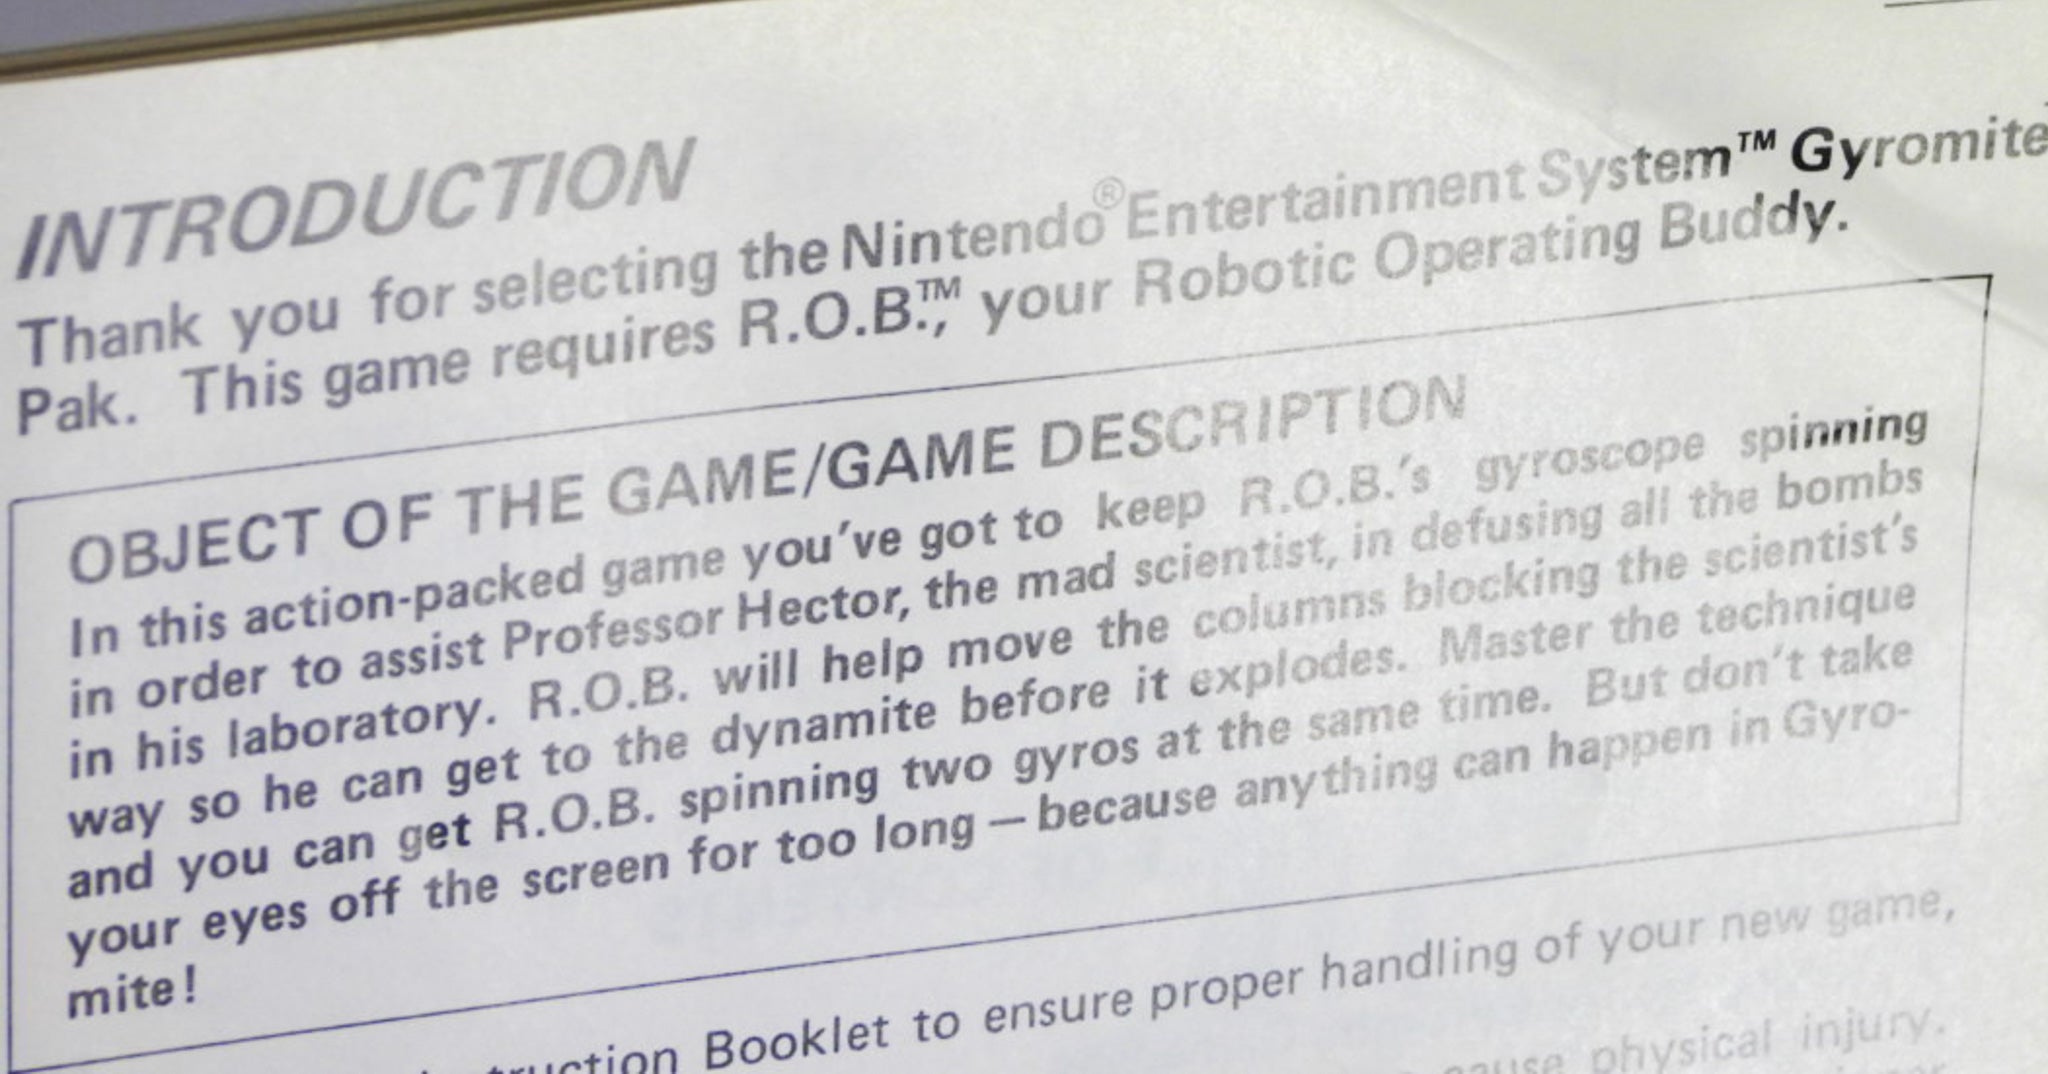 INTRODUCTION
Thank you for selecting the Nintendo® Entertainment System™ Gyromite
Pak. This game requires R.O.B.™, your Robotic Operating Buddy.
OBJECT OF THE GAME/GAME DESCRIPTION
In this action-packed game you've got to keep R.O.B.'s gyroscope spinning
in order to assist Professor Hector, the mad scientist, in defusing all the bombs
in his laboratory. R.O.B. will help move the columns blocking the scientist's
way so he can get to the dynamite before it explodes. Master the technique
and you can get R.O.B. spinning two gyros at the same time. But don't take
your eyes off the screen for too long — because anything can happen in Gyro-
mite!
Booklet to ensure proper handling of your new game,
physical injury.